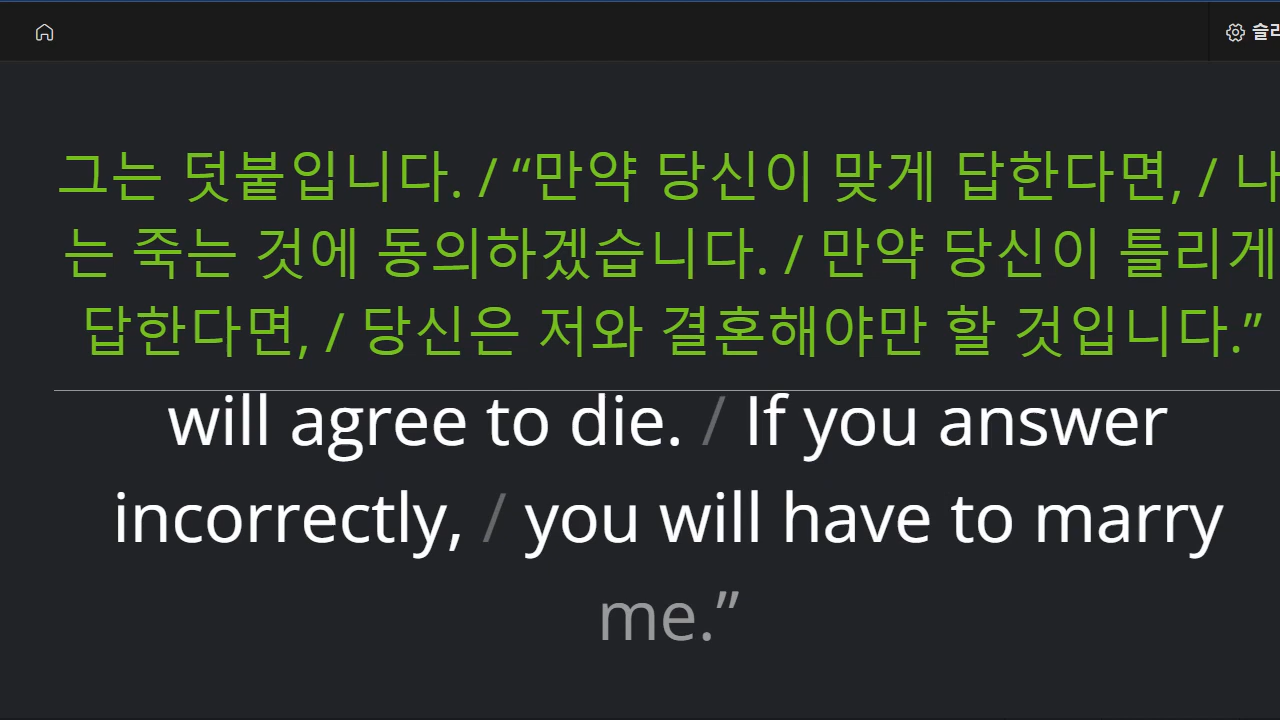 슬라
그는 덧붙입니다. / “만약 당신이 맞게 답한다면, / 나
는 죽는 것에 동의하겠습니다. / 만약 당신이 틀리게
답한다면, / 당신은 저와 결혼해야만 할 것입니다.”
will agree to die. / If you answer
incorrectly, / you will have to marry
me.”